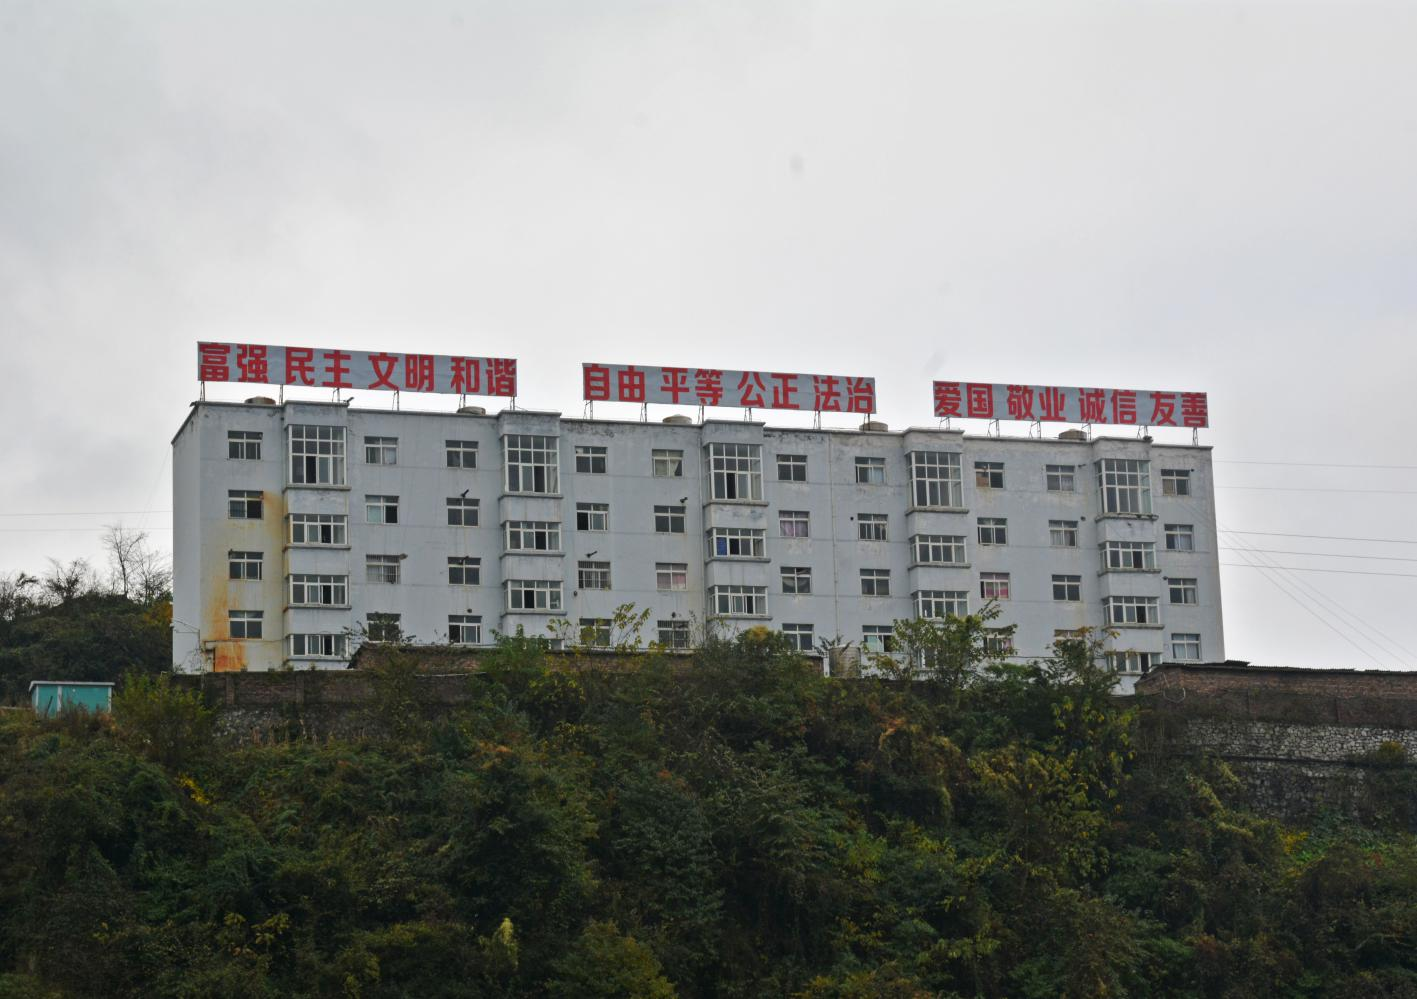 富强 民主 文明 和谐
自由 平等 公正 法治
爱国 敬业 诚信 友善